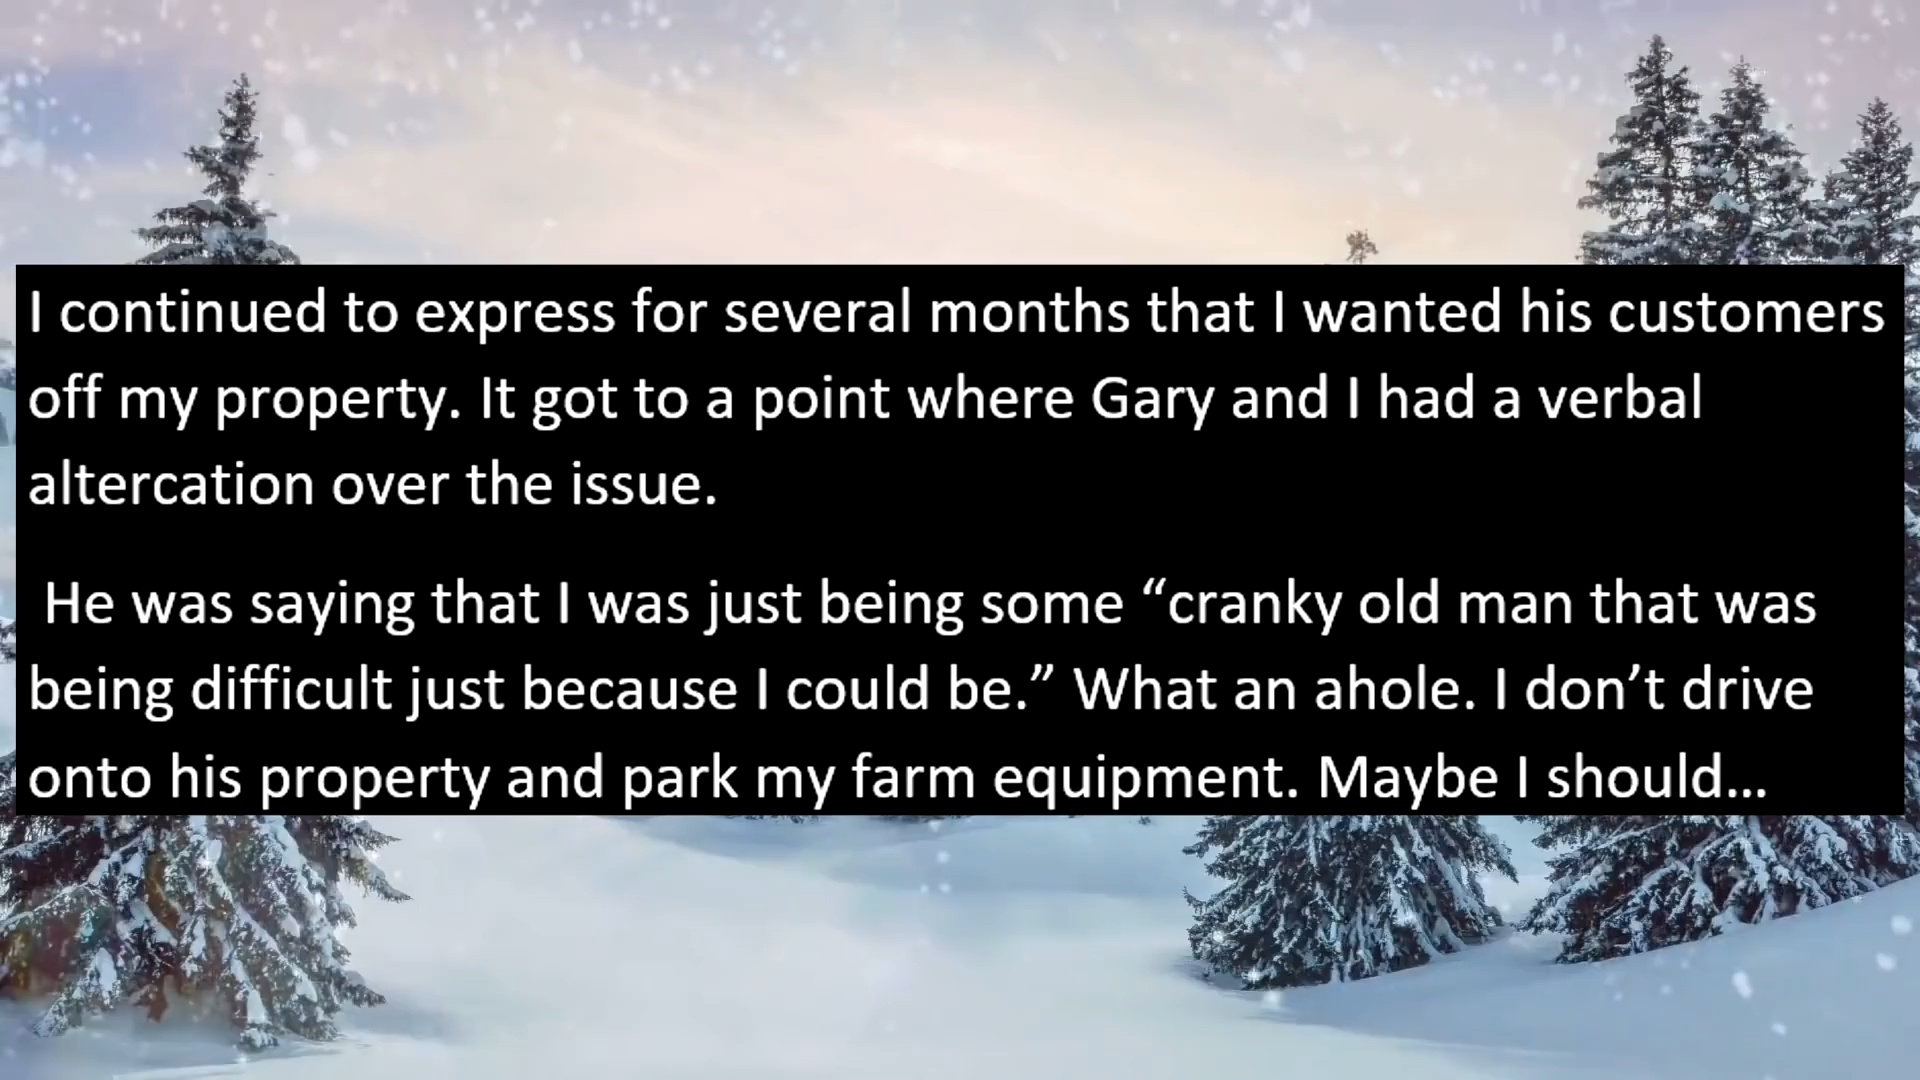 I continued to express for several months that I wanted his customers
off my property. It got to a point where Gary and I had a verbal
altercation over the issue.
He was saying that I was just being some “cranky old man that was
being difficult just because I could be.” What an ahole. I don’t drive
onto his property and park my farm equipment. Maybe I should...